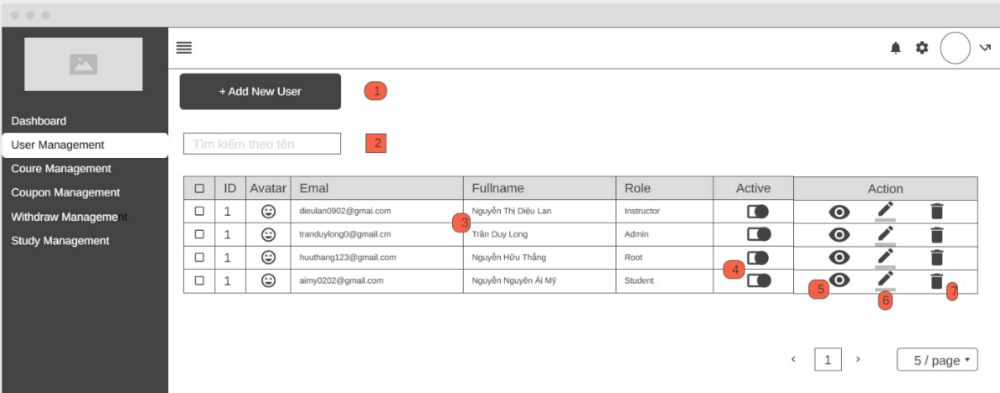 + Add New User
1
Dashboard
User Management
Coure Management
Coupon Management
Withdraw Management
Study Management
Tìm kiếm theo tên
2
ID Avatar Emal Fullname Role Active Action
1 dieulan0902@gmai.com Nguyễn Thị Diệu Lan Instructor
3
1 tranduylong0@gmail.cm Trần Duy Long Admin
1 huuthang123@gmail.com Nguyễn Hữu Thắng Root
4
1 aimy0202@gmail.com Nguyễn Nguyên Ái Mỹ Student
5
6
7
1
5 / page